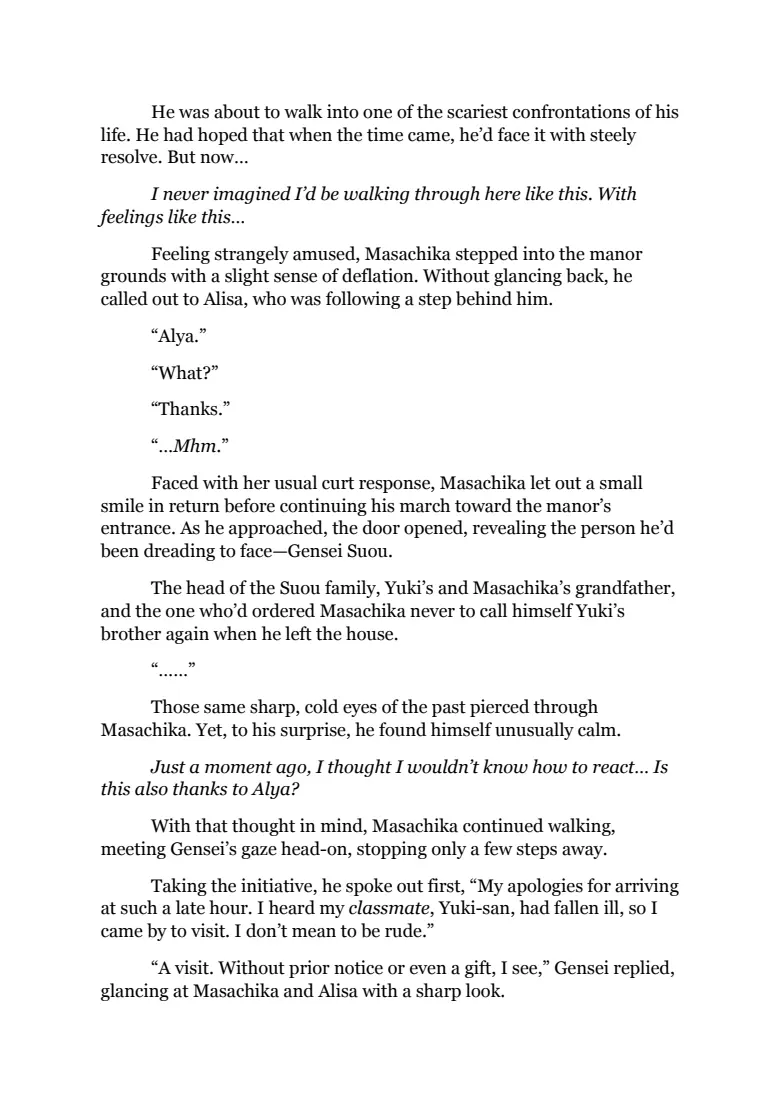 He was about to walk into one of the scariest confrontations of his
life. He had hoped that when the time came, he’d face it with steely
resolve. But now…
I never imagined I’d be walking through here like this. With
feelings like this…
Feeling strangely amused, Masachika stepped into the manor
grounds with a slight sense of deflation. Without glancing back, he
called out to Alisa, who was following a step behind him.
“Alya.”
“What?”
“Thanks.”
“…Mhm.”
Faced with her usual curt response, Masachika let out a small
smile in return before continuing his march toward the manor’s
entrance. As he approached, the door opened, revealing the person he’d
been dreading to face—Gensei Suou.
The head of the Suou family, Yuki’s and Masachika’s grandfather,
and the one who’d ordered Masachika never to call himself Yuki’s
brother again when he left the house.
“……”
Those same sharp, cold eyes of the past pierced through
Masachika. Yet, to his surprise, he found himself unusually calm.
Just a moment ago, I thought I wouldn’t know how to react… Is
this also thanks to Alya?
With that thought in mind, Masachika continued walking,
meeting Gensei’s gaze head-on, stopping only a few steps away.
Taking the initiative, he spoke out first, “My apologies for arriving
at such a late hour. I heard my classmate, Yuki-san, had fallen ill, so I
came by to visit. I don’t mean to be rude.”
“A visit. Without prior notice or even a gift, I see,” Gensei replied,
glancing at Masachika and Alisa with a sharp look.